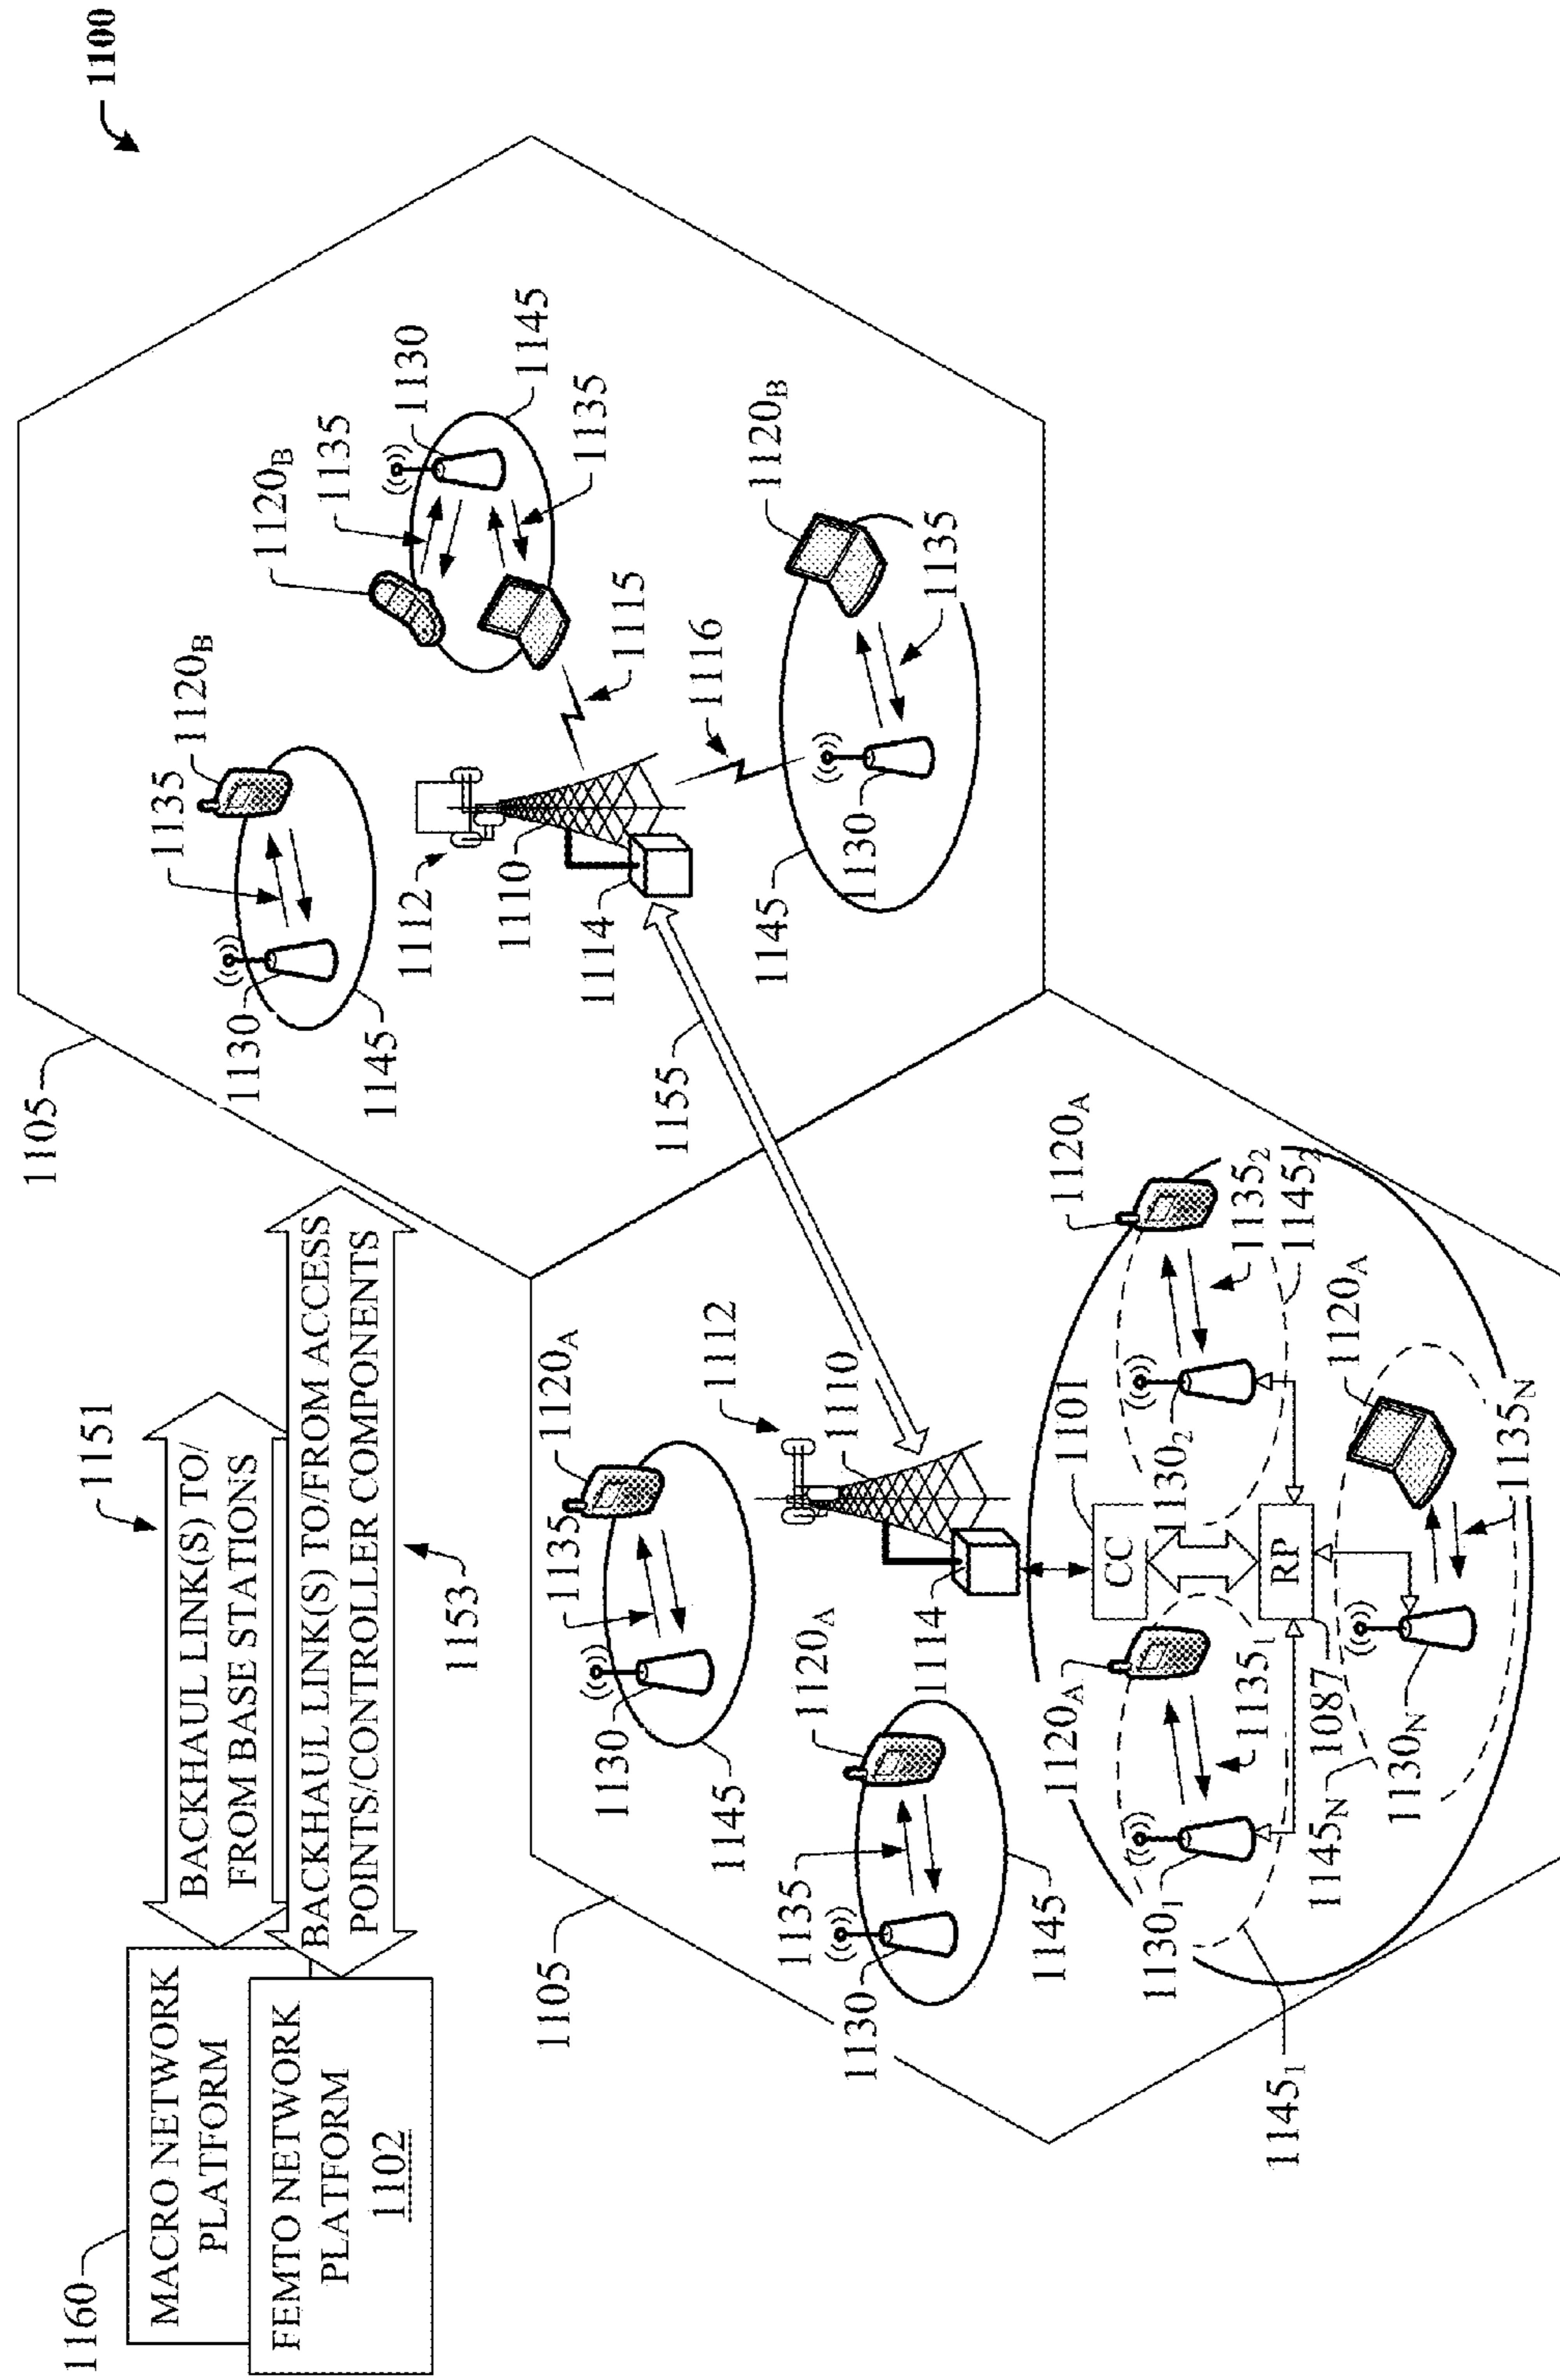 1100
1160
MACRO NETWORK
PLATFORM
FEMTO NETWORK
PLATFORM
1102
1151
BACKHAUL LINK(S) TO/
FROM BASE STATIONS
BACKHAUL LINK(S) TO/FROM ACCESS
POINTS/CONTROLLER COMPONENTS
1153
1105
1130
1135
1120B
1145
1112
1110
1114
1155
1120B
1135
1130
1145
1135
1115
1116
1120B
1135
1145
1130
1105
1130
1135
1120A
1145
1130
1135
1120A
1145
1112
1110
1114
1101
CC
RP
1087
1120A
1135₁
1130₁
1145₁
1120A
1130₂
1135₂
1145₂
1120A
1130N
1135N
1145N